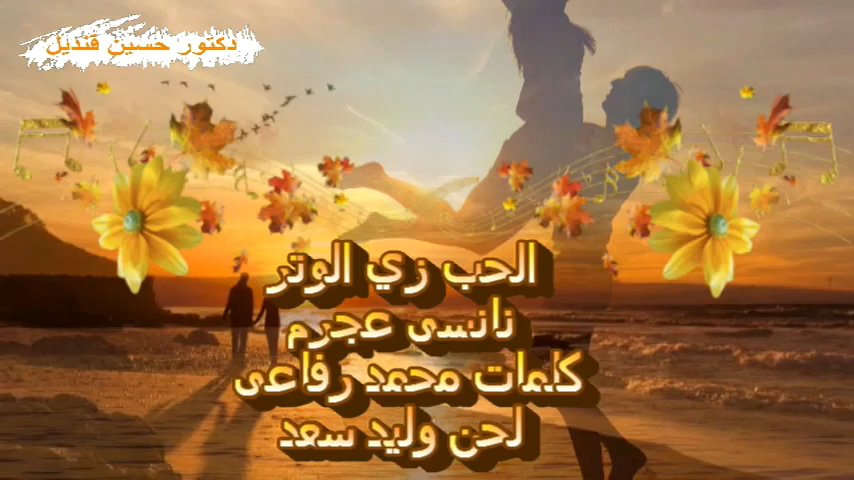 دكتور حسين قنديل
الحب زي الوتر
نانسى عجرم
كلمات محمد رفاعى
لحن وليد سعد